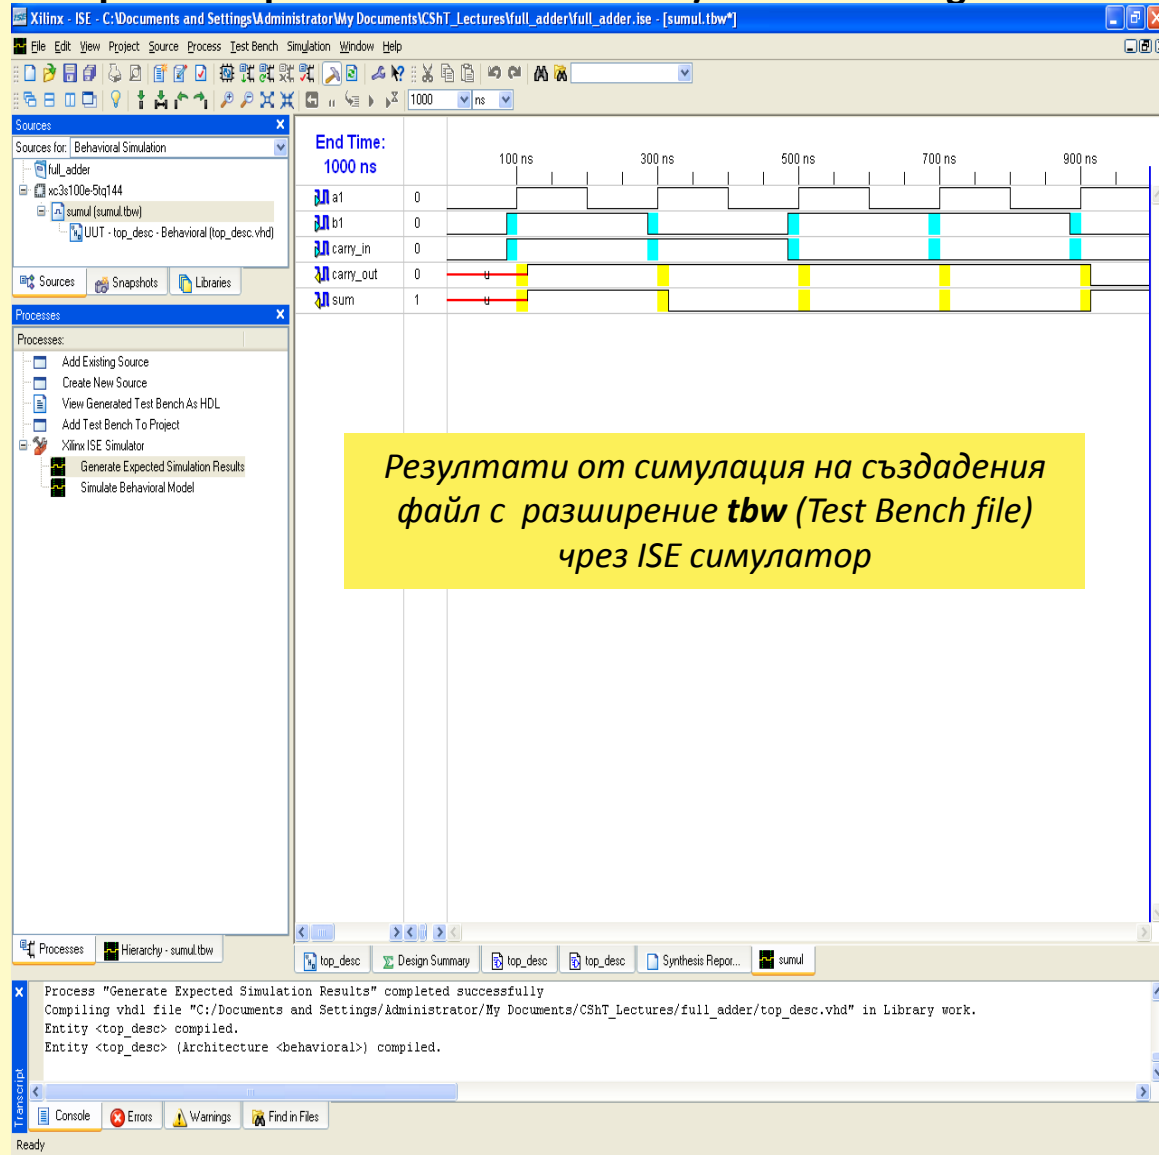 Xilinx - ISE - C:\Documents and Settings\Administrator\My Documents\CShT_Lectures\full_adder\full_adder.ise - [sumul.tbw*]
File Edit View Project Source Process Test Bench Simulation Window Help
1000 ns
Sources
Sources for: Behavioral Simulation
full_adder
xc3s100e-5tq144
sumul (sumul.tbw)
UUT - top_desc - Behavioral (top_desc.vhd)
Sources Snapshots Libraries
Processes
Processes:
Add Existing Source
Create New Source
View Generated Test Bench As HDL
Add Test Bench To Project
Xilinx ISE Simulator
Generate Expected Simulation Results
Simulate Behavioral Model
Processes Hierarchy - sumul.tbw
End Time:
1000 ns
100 ns 300 ns 500 ns 700 ns 900 ns
a1 0
b1 0
carry_in 0
carry_out 0 u
sum 1 u
Резултати от симулация на създадения
файл с разширение tbw (Test Bench file)
чрез ISE симулатор
top_desc Design Summary top_desc top_desc Synthesis Repor... sumul
Process "Generate Expected Simulation Results" completed successfully
Compiling vhdl file "C:/Documents and Settings/Administrator/My Documents/CShT_Lectures/full_adder/top_desc.vhd" in Library work.
Entity <top_desc> compiled.
Entity <top_desc> (Architecture <behavioral>) compiled.
Transcript
Console Errors Warnings Find in Files
Ready